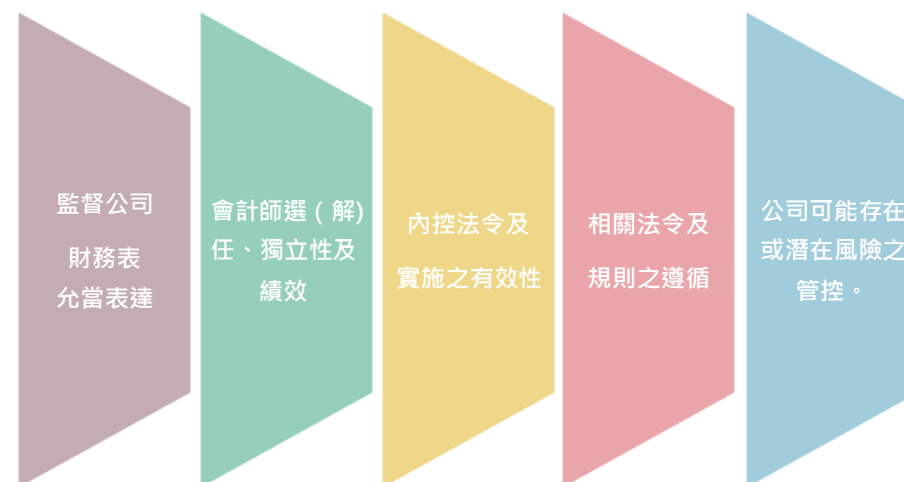 監督公司
財務表
允當表達
會計師選（解)
任、獨立性及
績效
內控法令及
實施之有效性
相關法令及
規則之遵循
公司可能存在
或潛在風險之
管控。